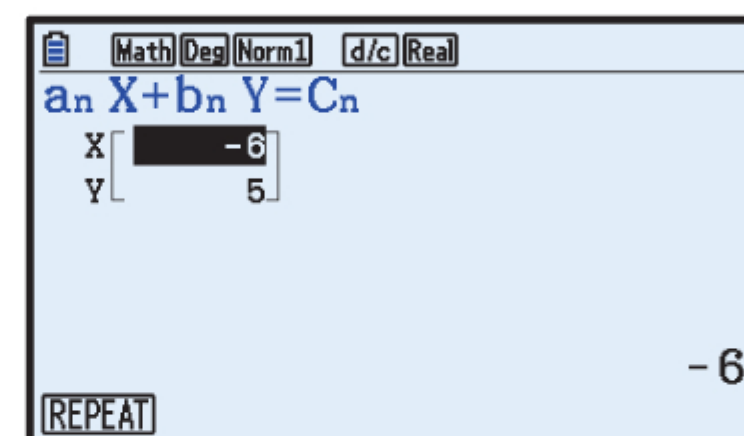 Math Deg Norm1 d/c Real
an X+bn Y=Cn
X -6
Y 5
-6
REPEAT